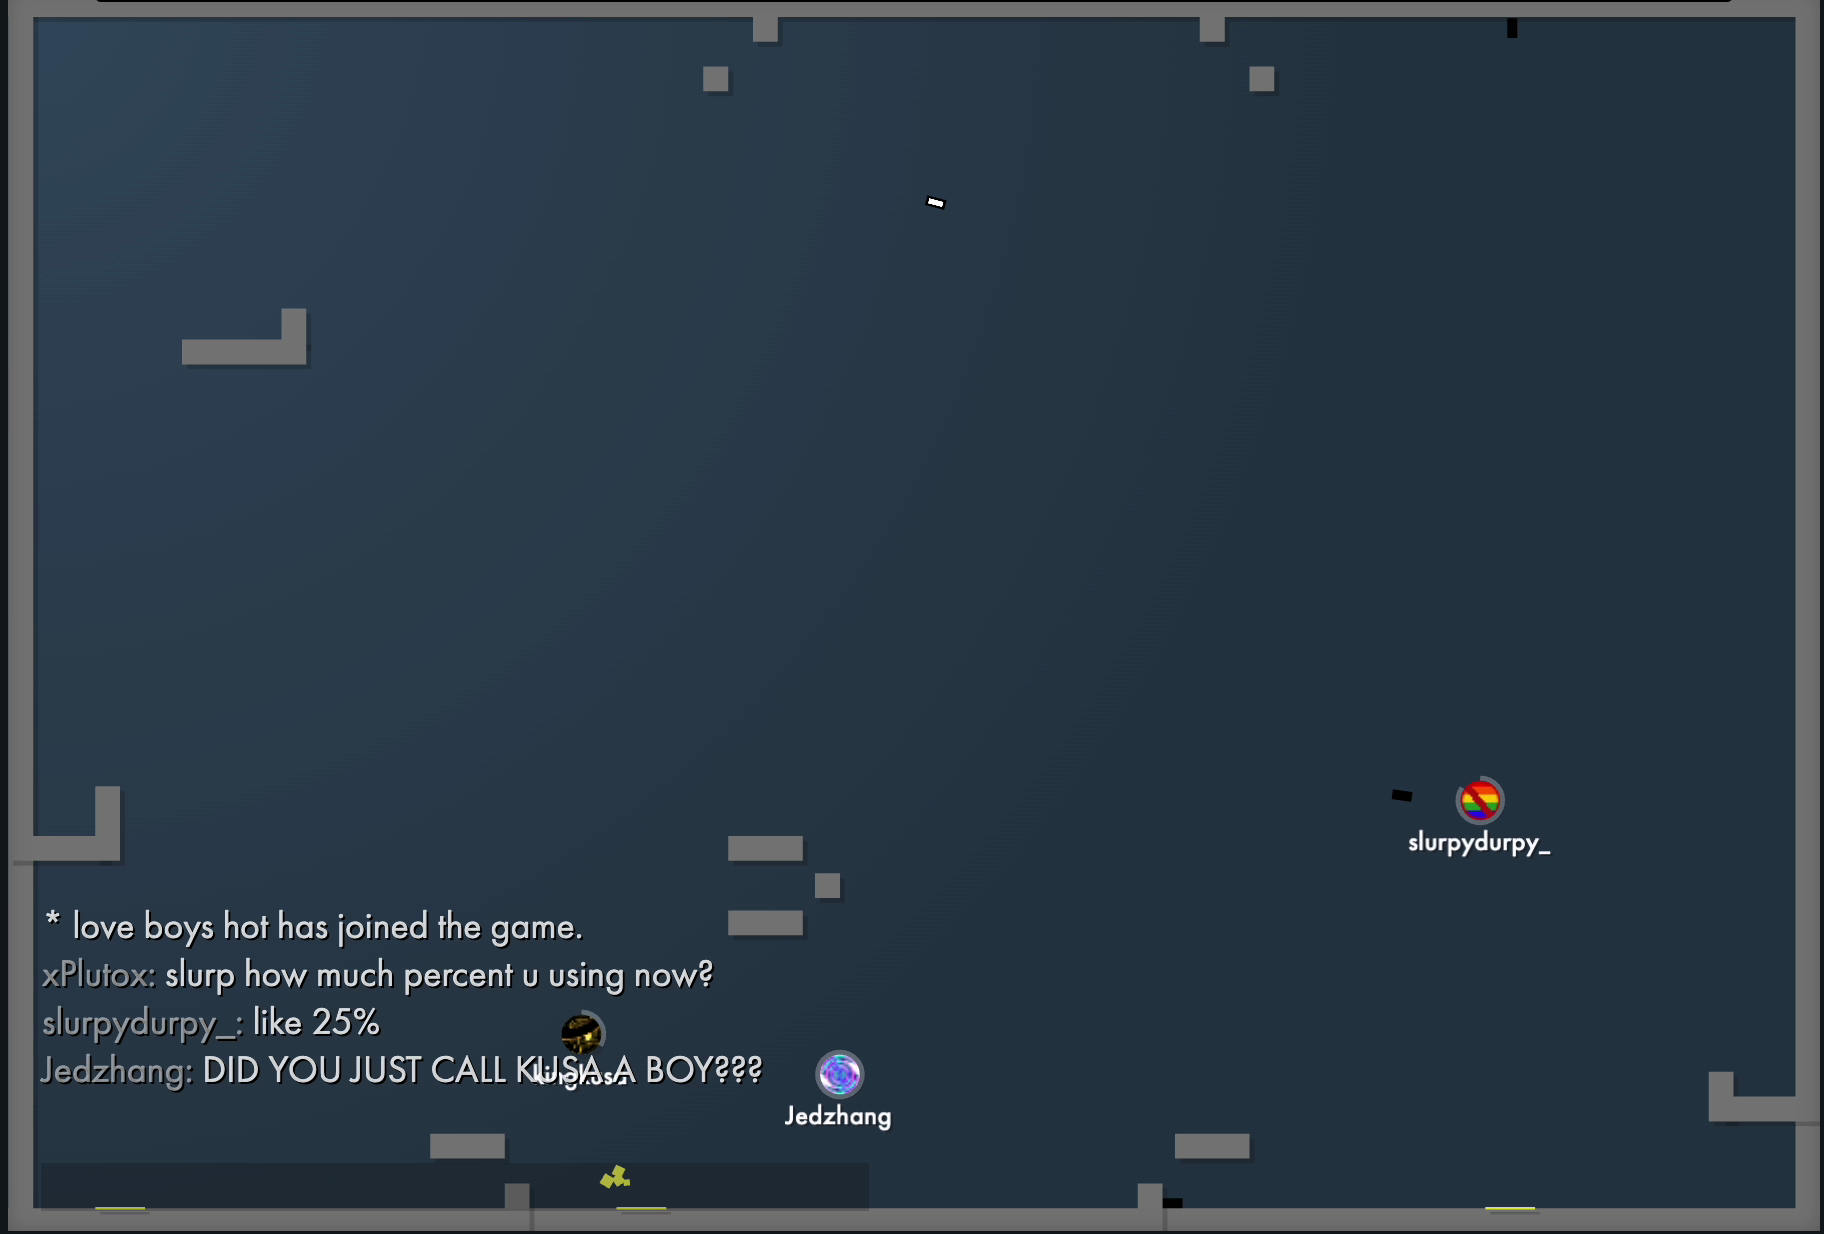 slurpydurpy_
* love boys hot has joined the game.
xPlutox: slurp how much percent u using now?
slurpydurpy_: like 25%
Jedzhang: DID YOU JUST CALL KUSA A BOY???
kingkusa
Jedzhang